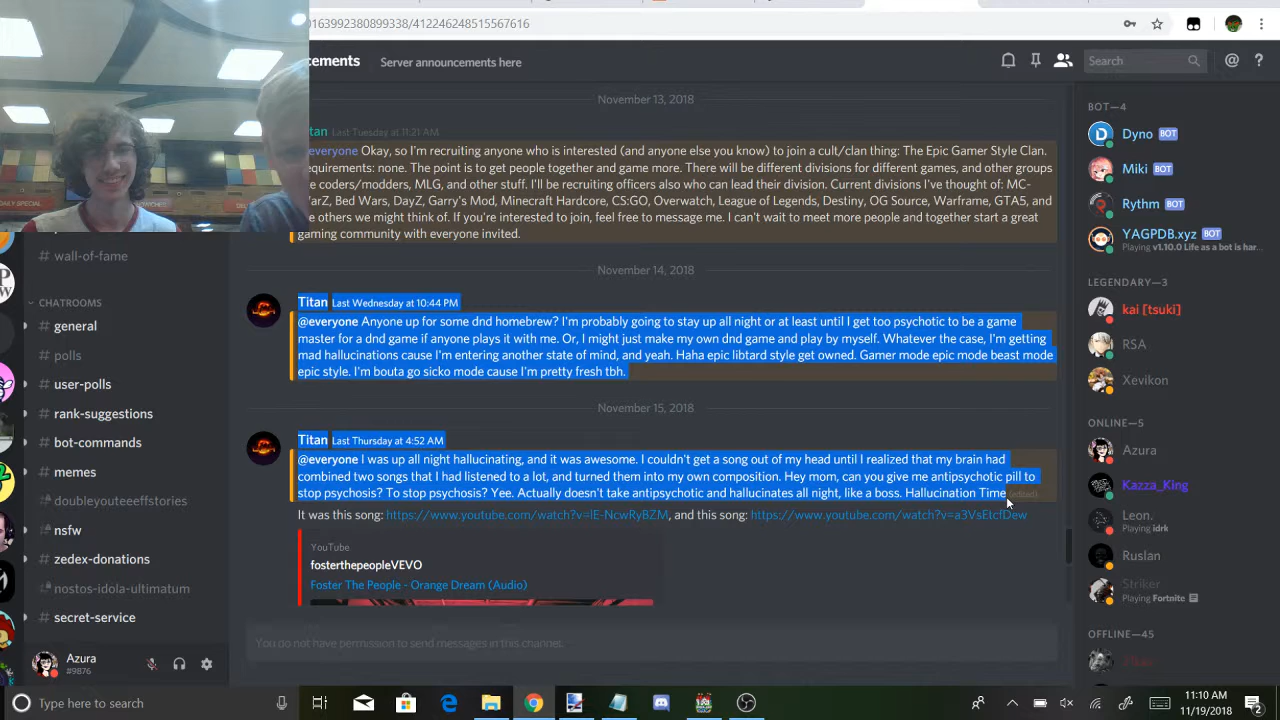 0163992380899338/412246248515567616
cements Server announcements here
Search
November 13, 2018
Titan Last Tuesday at 11:21 AM
everyone Okay, so I'm recruiting anyone who is interested (and anyone else you know) to join a cult/clan thing: The Epic Gamer Style Clan.
equirements: none. The point is to get people together and game more. There will be different divisions for different games, and other groups
coders/modders, MLG, and other stuff. I'll be recruiting officers also who can lead their division. Current divisions I've thought of: MC-
WarZ, Bed Wars, DayZ, Garry's Mod, Minecraft Hardcore, CS:GO, Overwatch, League of Legends, Destiny, OG Source, Warframe, GTA5, and
others we might think of. If you're interested to join, feel free to message me. I can't wait to meet more people and together start a great
gaming community with everyone invited.
November 14, 2018
Titan Last Wednesday at 10:44 PM
@everyone Anyone up for some dnd homebrew? I'm probably going to stay up all night or at least until I get too psychotic to be a game
master for a dnd game if anyone plays it with me. Or, I might just make my own dnd game and play by myself. Whatever the case, I'm getting
mad hallucinations cause I'm entering another state of mind, and yeah. Haha epic libtard style get owned. Gamer mode epic mode beast mode
epic style. I'm bouta go sicko mode cause I'm pretty fresh tbh.
November 15, 2018
Titan Last Thursday at 4:52 AM
@everyone I was up all night hallucinating, and it was awesome. I couldn't get a song out of my head until I realized that my brain had
combined two songs that I had listened to a lot, and turned them into my own composition. Hey mom, can you give me antipsychotic pill to
stop psychosis? To stop psychosis? Yee. Actually doesn't take antipsychotic and hallucinates all night, like a boss. Hallucination Time (edited)
It was this song: https://www.youtube.com/watch?v=lE-NcwRyBZM, and this song: https://www.youtube.com/watch?v=a3VsEtcfDew
YouTube
fosterthepeopleVEVO
Foster The People - Orange Dream (Audio)
You do not have permission to send messages in this channel.
wall-of-fame
CHATROOMS
# general
# polls
# user-polls
# rank-suggestions
# bot-commands
# memes
doubleyouteeeffs
# nsfw
# zedex-donations
nostos-idola-ultimatum
# secret-service
Azura
#9876
BOT—4
Dyno BOT
Miki BOT
Rythm BOT
YAGPDB.xyz BOT
Playing v1.10.0 Life as a bot is har...
LEGENDARY—3
kai [tsuki]
RSA
Xevikon
ONLINE—5
Azura
Kazza_King
Leon.
Playing idrk
Ruslan
Striker
Playing Fortnite
OFFLINE—45
Type here to search
11:10 AM
11/19/2018
2